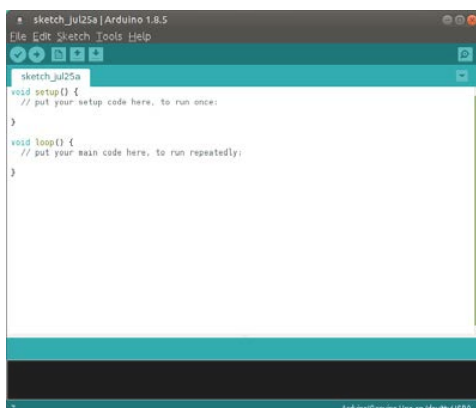 sketch_jul25a | Arduino 1.8.5
File Edit Sketch Tools Help
sketch_jul25a
void setup() {
  // put your setup code here, to run once:
}
void loop() {
  // put your main code here, to run repeatedly:
}